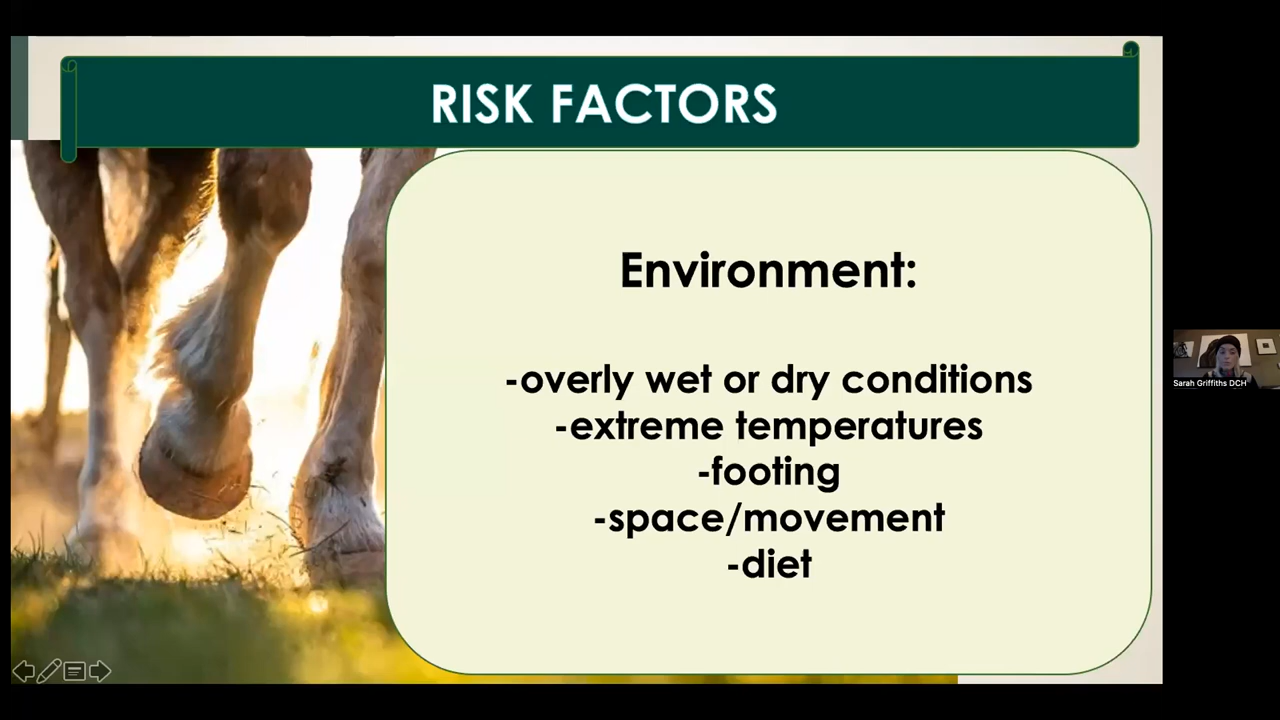 RISK FACTORS
Environment:
-overly wet or dry conditions
-extreme temperatures
-footing
-space/movement
-diet
Sarah Griffiths DCH